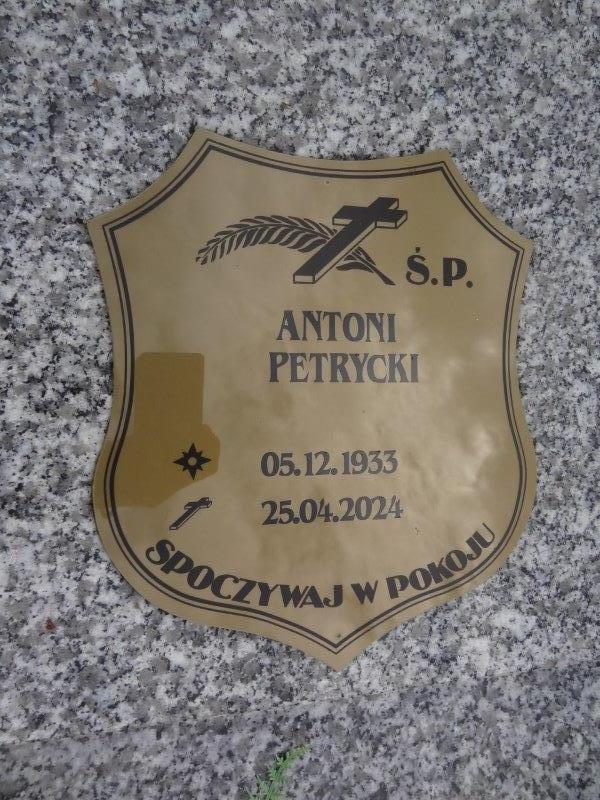 Ś.P.
ANTONI
PETRYCKI
05.12.1933
25.04.2024
SPOCZYWAJ W POKOJU